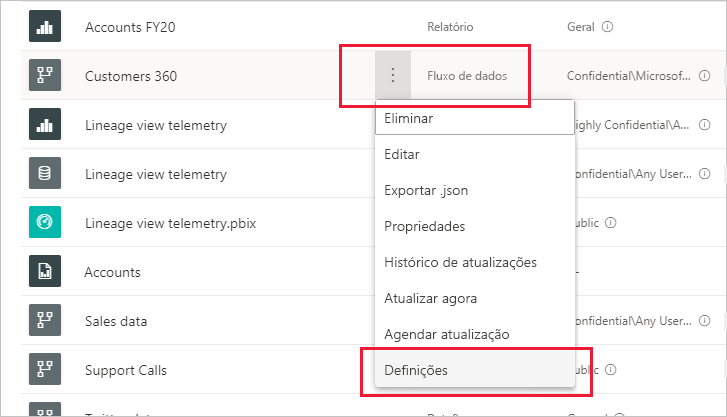 Accounts FY20 Relatório Geral
Customers 360 Fluxo de dados Confidential\Microsof...
Eliminar
Lineage view telemetry ighly Confidential\A...
Editar
Lineage view telemetry onfidential\Any User...
Exportar .json
Lineage view telemetry.pbix ublic
Propriedades
Histórico de atualizações
Accounts -
Atualizar agora
Sales data onfidential\Any User...
Agendar atualização
Support Calls ublic
Definições